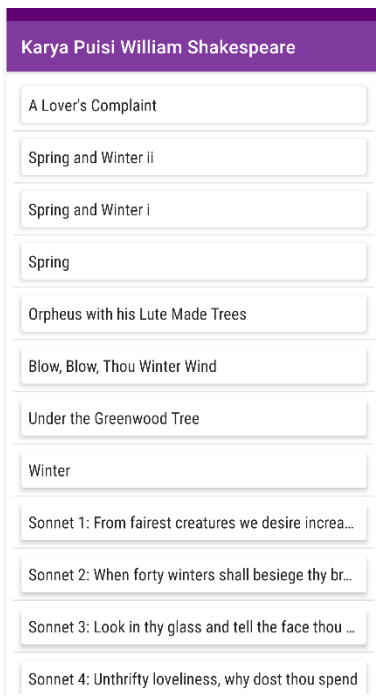 Karya Puisi William Shakespeare
A Lover's Complaint
Spring and Winter ii
Spring and Winter i
Spring
Orpheus with his Lute Made Trees
Blow, Blow, Thou Winter Wind
Under the Greenwood Tree
Winter
Sonnet 1: From fairest creatures we desire increa...
Sonnet 2: When forty winters shall besiege thy br...
Sonnet 3: Look in thy glass and tell the face thou ...
Sonnet 4: Unthrifty loveliness, why dost thou spend